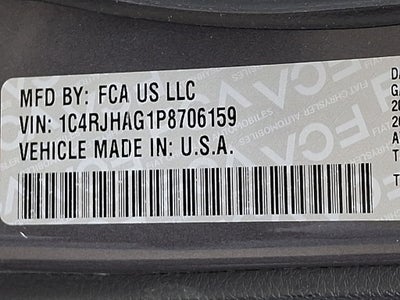 MFD BY: FCA US LLC
VIN: 1C4RJHAG1P8706159
VEHICLE MADE IN: U.S.A.